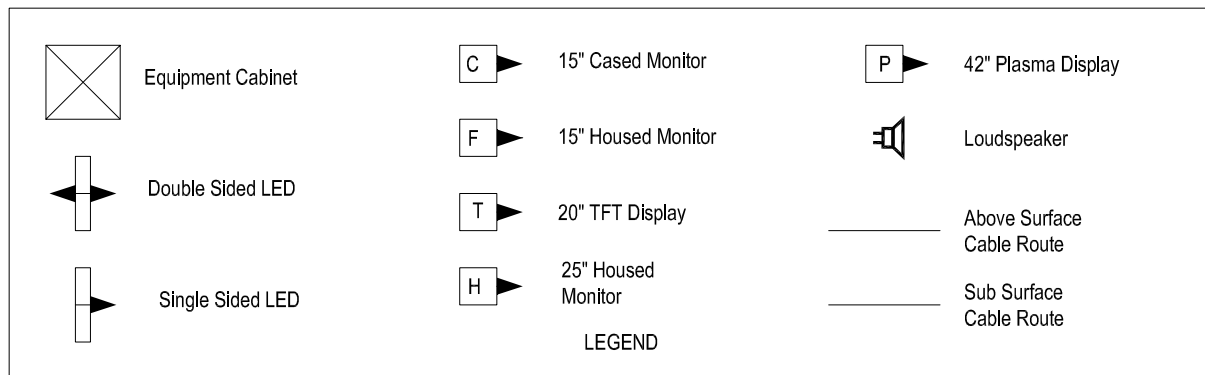 Equipment Cabinet
Double Sided LED
Single Sided LED
C 15" Cased Monitor
F 15" Housed Monitor
T 20" TFT Display
H 25" Housed
Monitor
P 42" Plasma Display
Loudspeaker
Above Surface
Cable Route
Sub Surface
Cable Route
LEGEND